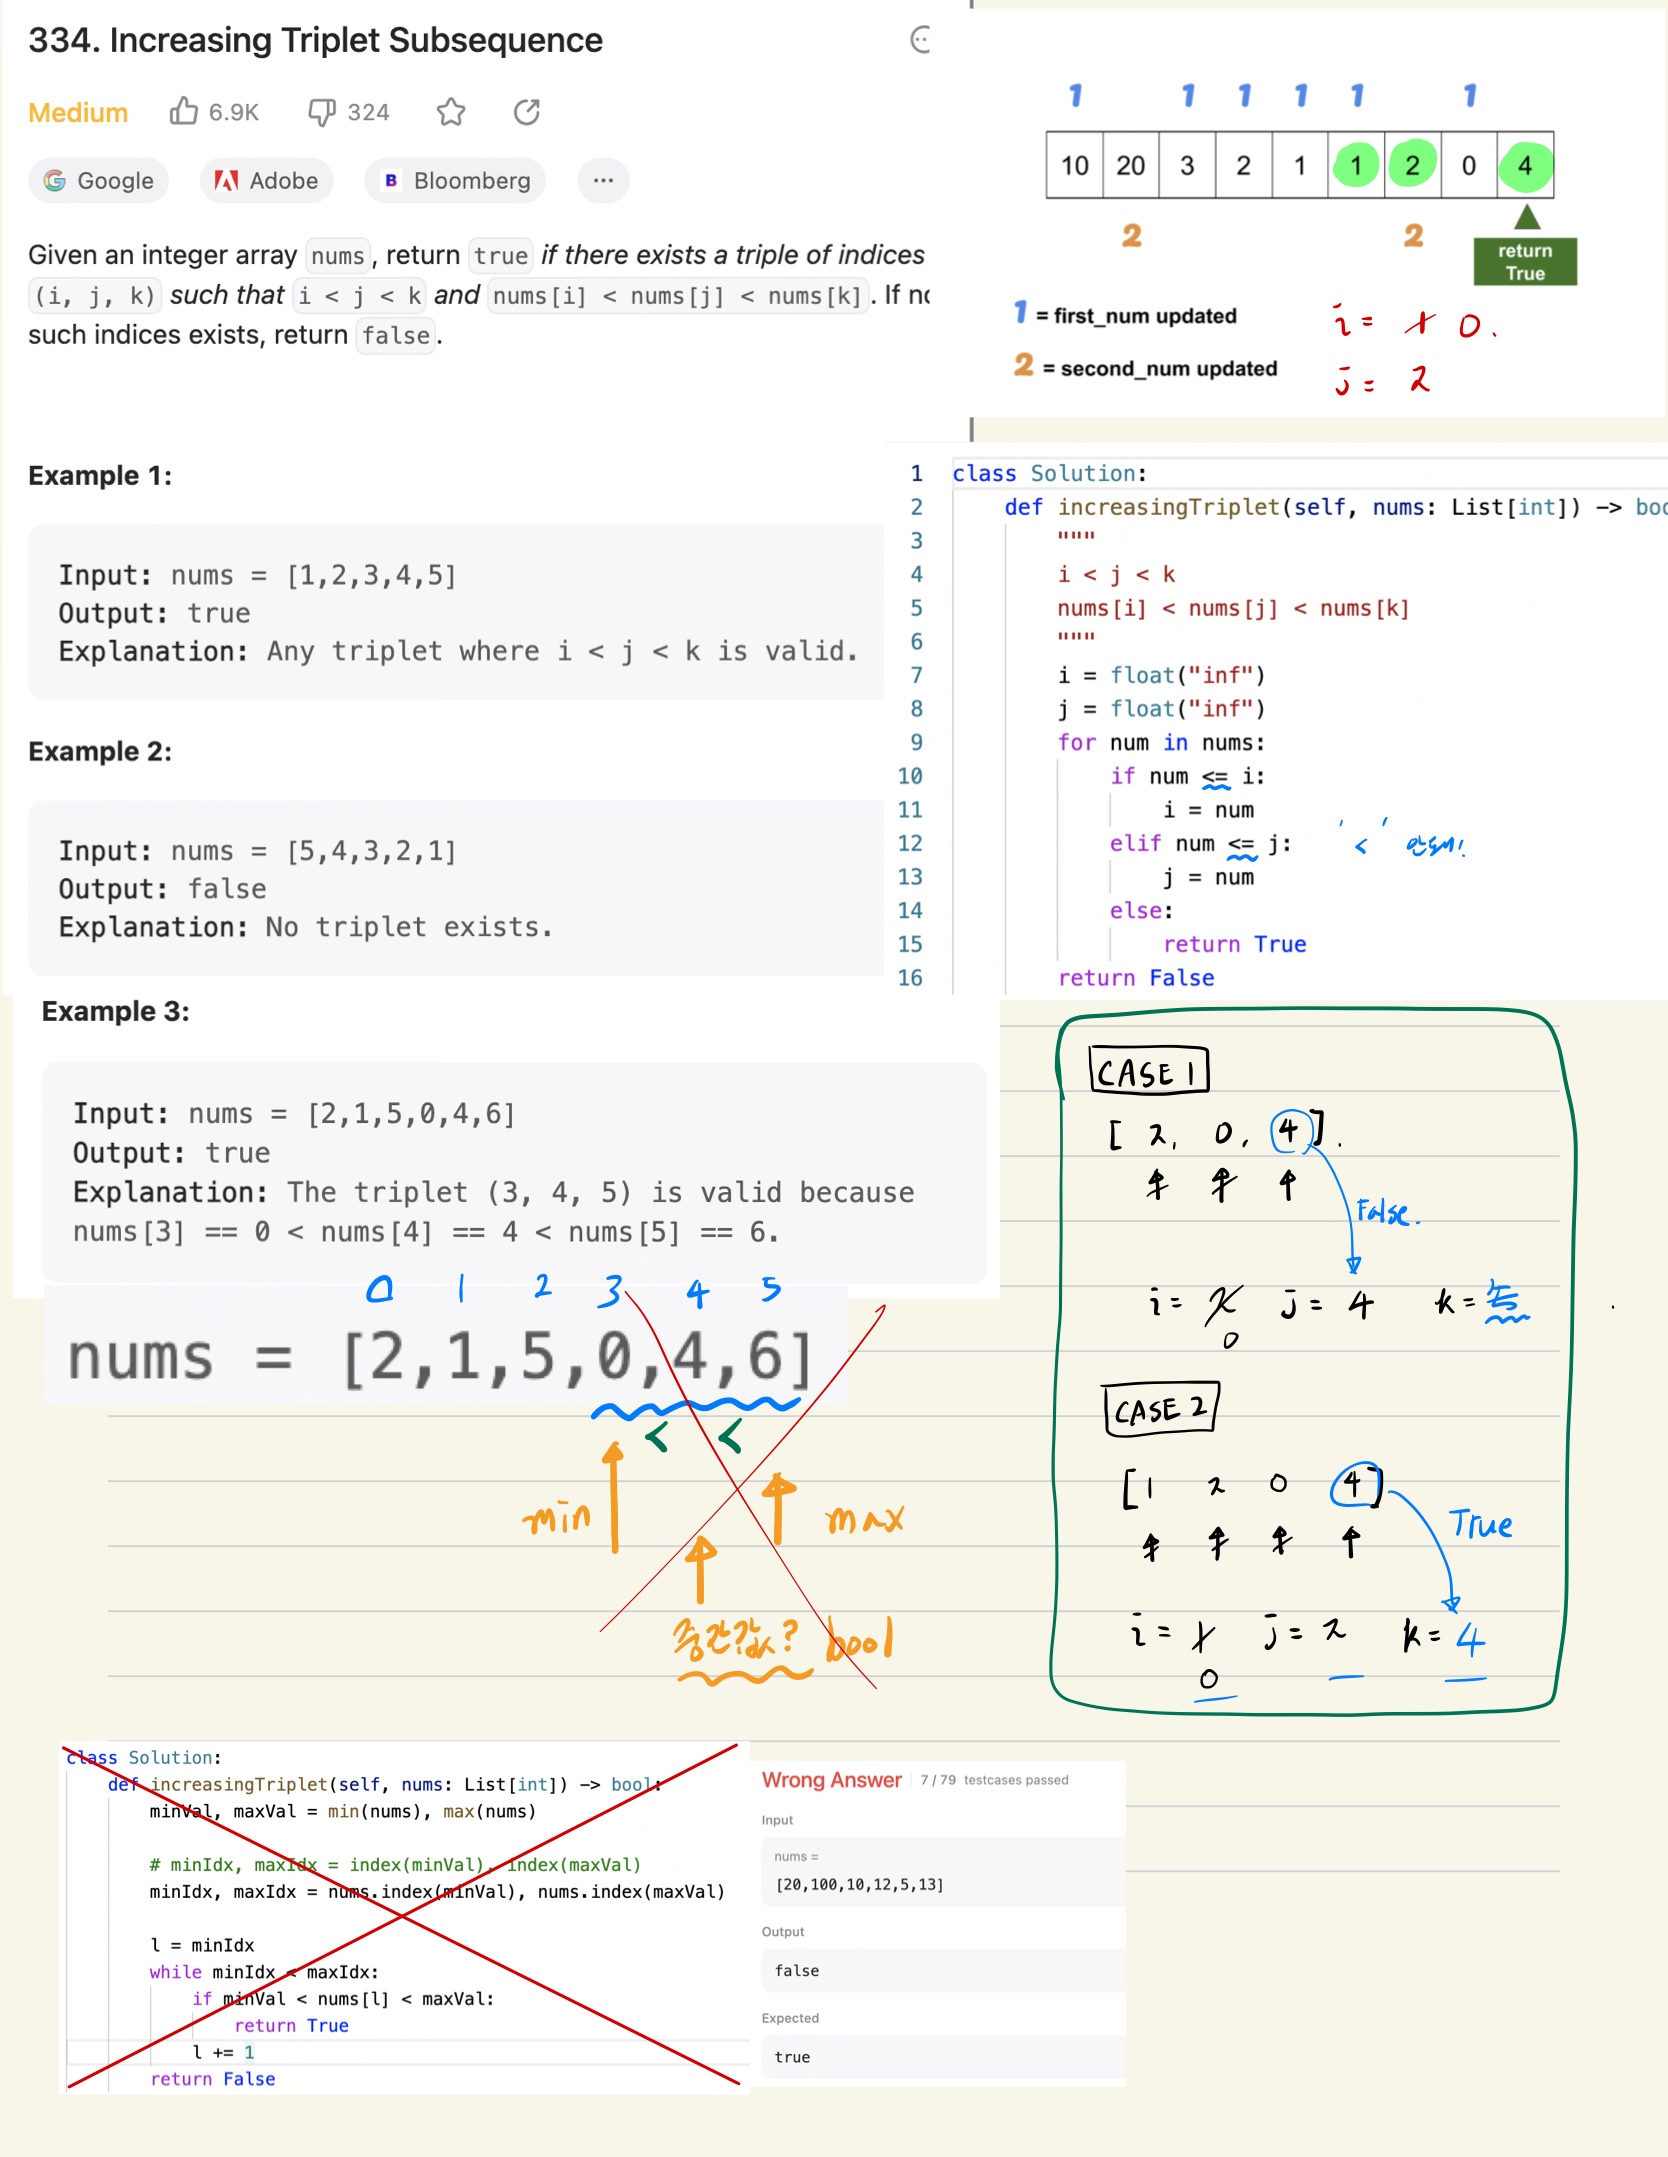 334. Increasing Triplet Subsequence
Medium 6.9K 324
Google Adobe Bloomberg ...
Given an integer array nums, return true if there exists a triple of indices
(i, j, k) such that i < j < k and nums[i] < nums[j] < nums[k]. If no
such indices exists, return false.
Example 1:
Input: nums = [1,2,3,4,5]
Output: true
Explanation: Any triplet where i < j < k is valid.
Example 2:
Input: nums = [5,4,3,2,1]
Output: false
Explanation: No triplet exists.
Example 3:
Input: nums = [2,1,5,0,4,6]
Output: true
Explanation: The triplet (3, 4, 5) is valid because
nums[3] == 0 < nums[4] == 4 < nums[5] == 6.
0 1 2 3 4 5
nums = [2,1,5,0,4,6]
< <
min max
중간값? bool
1 1 1 1 1 1
10 20 3 2 1 1 2 0 4
2 2
return
True
1 = first_num updated
2 = second_num updated
i = 1 0.
j = 2
1 class Solution:
2 def increasingTriplet(self, nums: List[int]) -> boo
3 """
4 i < j < k
5 nums[i] < nums[j] < nums[k]
6 """
7 i = float("inf")
8 j = float("inf")
9 for num in nums:
10 if num <= i:
11 i = num
12 elif num <= j: '<' 안돼!
13 j = num
14 else:
15 return True
16 return False
CASE 1
[ 2, 0, 4 ].
False.
i = 2 j = 4 k =
0
CASE 2
[ 1 2 0 4 ]
True
i = 1 j = 2 k = 4
0
class Solution:
def increasingTriplet(self, nums: List[int]) -> bool:
minVal, maxVal = min(nums), max(nums)
# minIdx, maxIdx = index(minVal), index(maxVal)
minIdx, maxIdx = nums.index(minVal), nums.index(maxVal)
l = minIdx
while minIdx < maxIdx:
if minVal < nums[l] < maxVal:
return True
l += 1
return False
Wrong Answer 7 / 79 testcases passed
Input
nums =
[20,100,10,12,5,13]
Output
false
Expected
true